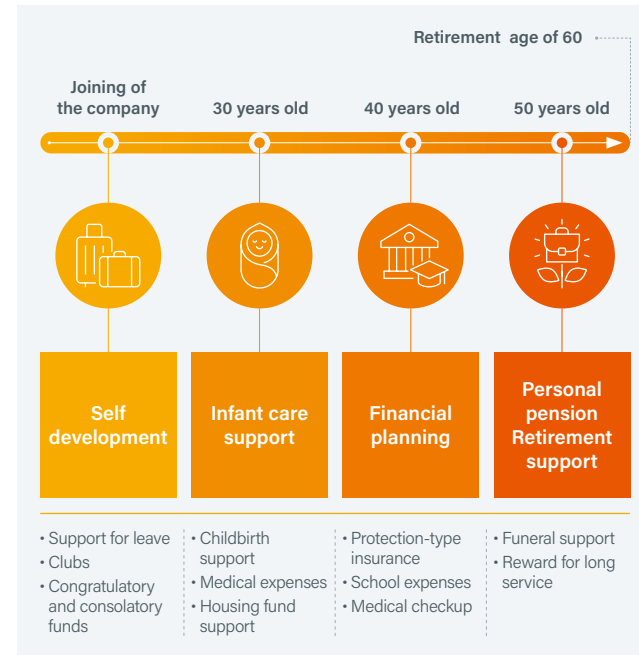 Retirement age of 60
Joining of
the company
30 years old
40 years old
50 years old
Self
development
Infant care
support
Financial
planning
Personal
pension
Retirement
support
• Support for leave
• Clubs
• Congratulatory
and consolatory
funds
• Childbirth
support
• Medical expenses
• Housing fund
support
• Protection-type
insurance
• School expenses
• Medical checkup
• Funeral support
• Reward for long
service